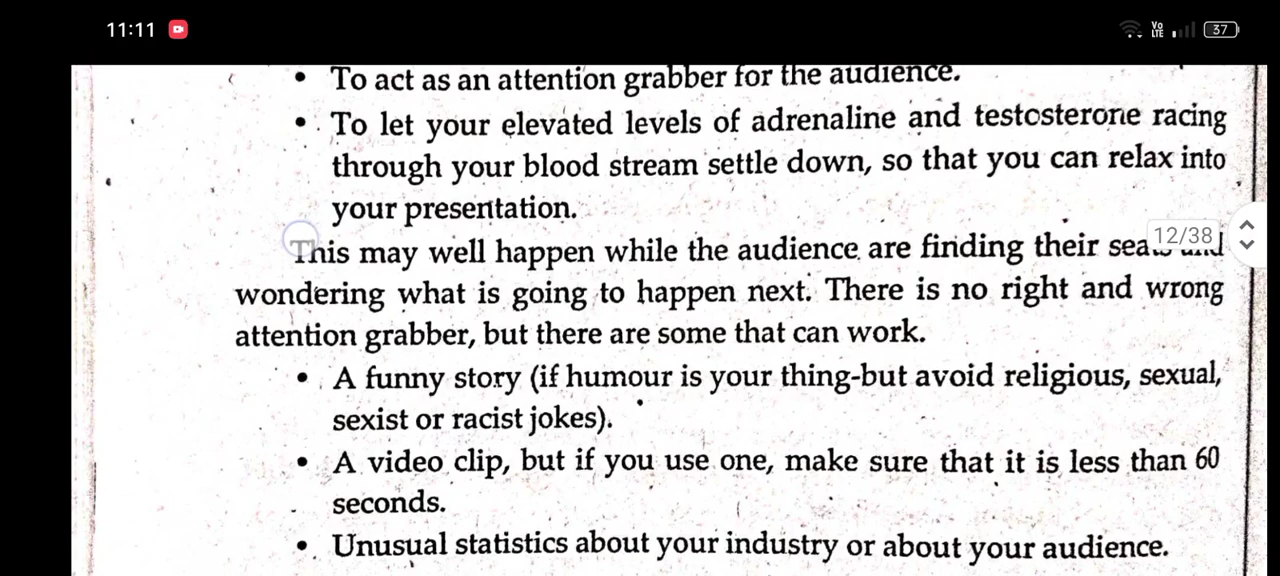 11:11
Vo
LTE
37
• To act as an attention grabber for the audience.
• To let your elevated levels of adrenaline and testosterone racing
through your blood stream settle down, so that you can relax into
your presentation.
This may well happen while the audience are finding their
12/38
wondering what is going to happen next. There is no right and wrong
attention grabber, but there are some that can work.
• A funny story (if humour is your thing-but avoid religious, sexual,
sexist or racist jokes).
• A video clip, but if you use one, make sure that it is less than 60
seconds.
• Unusual statistics about your industry or about your audience.